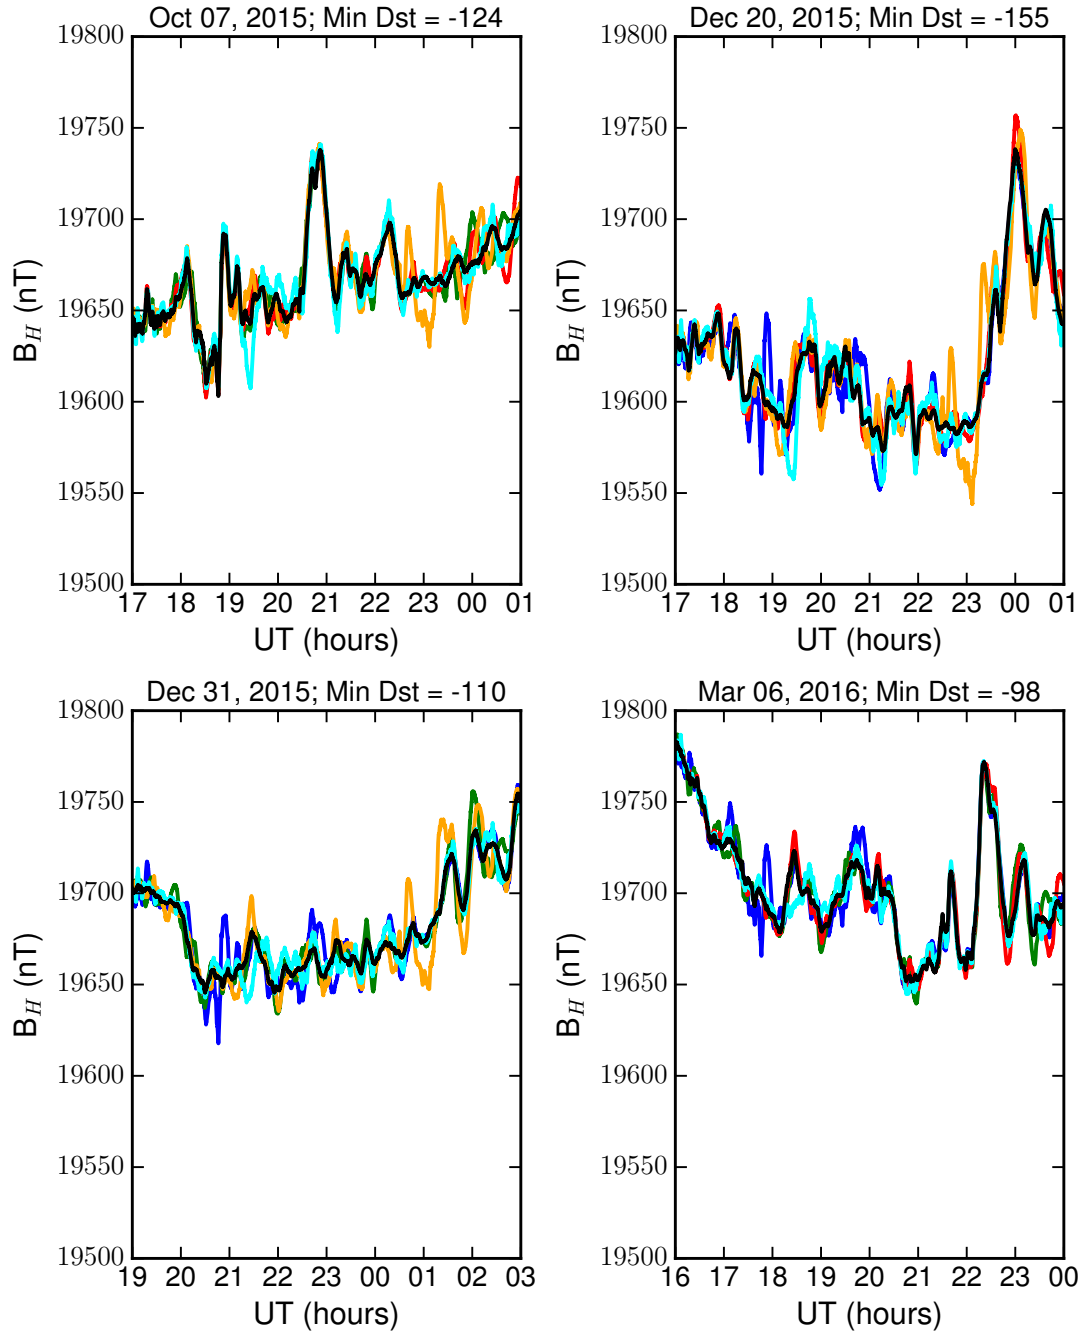 Oct 07, 2015; Min Dst = -124
19800
19750
19700
19650
19600
19550
19500
B_H (nT)
17 18 19 20 21 22 23 00 01
UT (hours)
Dec 20, 2015; Min Dst = -155
19800
19750
19700
19650
19600
19550
19500
B_H (nT)
17 18 19 20 21 22 23 00 01
UT (hours)
Dec 31, 2015; Min Dst = -110
19800
19750
19700
19650
19600
19550
19500
B_H (nT)
19 20 21 22 23 00 01 02 03
UT (hours)
Mar 06, 2016; Min Dst = -98
19800
19750
19700
19650
19600
19550
19500
B_H (nT)
16 17 18 19 20 21 22 23 00
UT (hours)